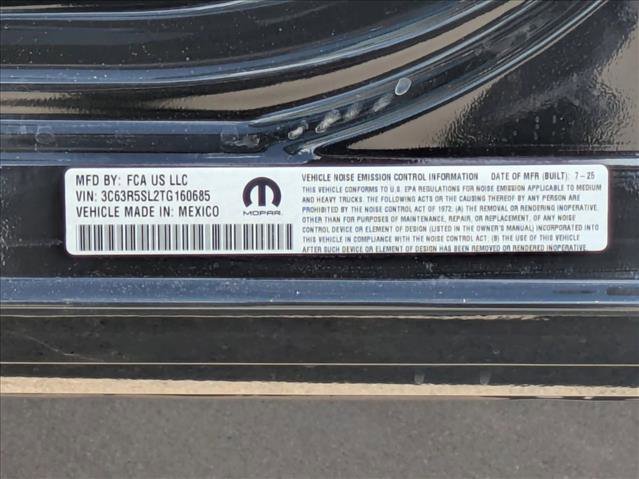 MFD BY: FCA US LLC
VIN: 3C63R5SL2TG160685
VEHICLE MADE IN: MEXICO
MOPAR
VEHICLE NOISE EMISSION CONTROL INFORMATION DATE OF MFR (BUILT): 7-25
THIS VEHICLE CONFORMS TO U.S. EPA REGULATIONS FOR NOISE EMISSION APPLICABLE TO MEDIUM
AND HEAVY TRUCKS. THE FOLLOWING ACTS OR THE CAUSING THEREOF BY ANY PERSON
ARE PROHIBITED BY THE NOISE CONTROL ACT OF 1972: (A) THE REMOVAL OR RENDERING INOPERATIVE,
OTHER THAN FOR PURPOSES OF MAINTENANCE, REPAIR, OR REPLACEMENT, OF ANY NOISE CONTROL
DEVICE OR ELEMENT OF DESIGN (LISTED IN THE OWNER'S MANUAL) INCORPORATED INTO
THIS VEHICLE IN COMPLIANCE WITH THE NOISE CONTROL ACT; (B) THE USE OF THIS VEHICLE
AFTER SUCH DEVICE OR ELEMENT OF DESIGN HAS BEEN REMOVED OR RENDERED INOPERATIVE.